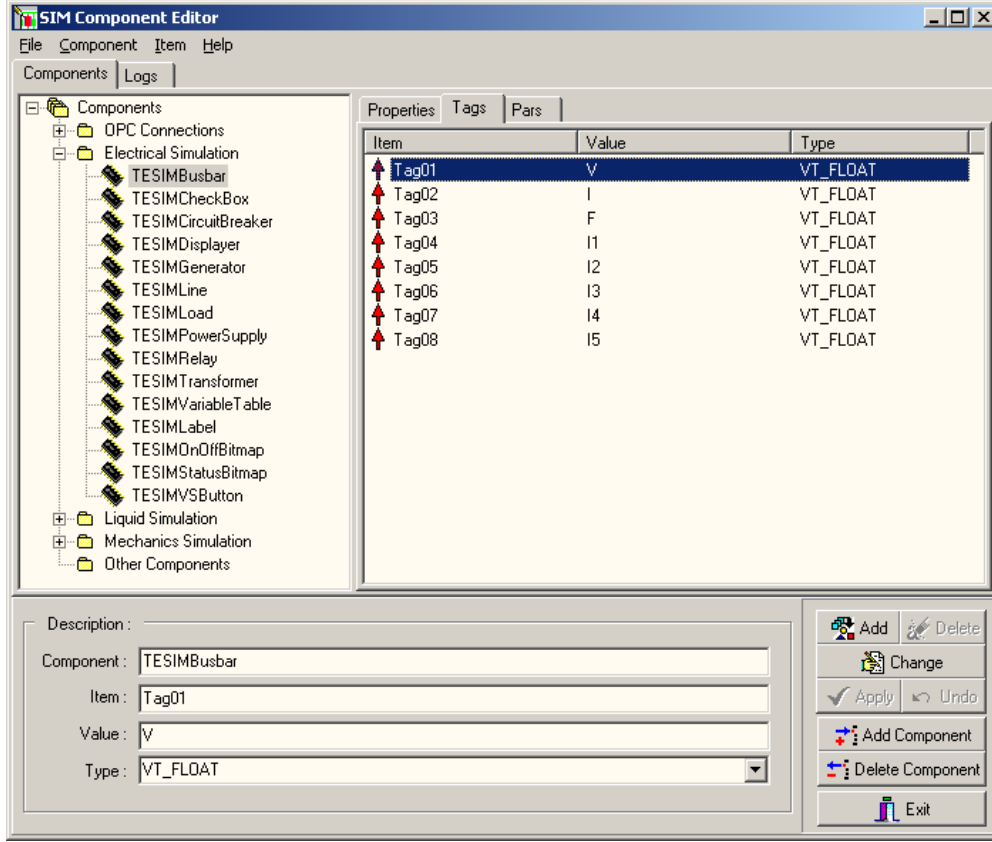 SIM Component Editor
File Component Item Help
Components Logs
Components
OPC Connections
Electrical Simulation
TESIMBusbar
TESIMCheckBox
TESIMCircuitBreaker
TESIMDisplayer
TESIMGenerator
TESIMLine
TESIMLoad
TESIMPowerSupply
TESIMRelay
TESIMTransformer
TESIMVariableTable
TESIMLabel
TESIMOnOffBitmap
TESIMStatusBitmap
TESIMVSButton
Liquid Simulation
Mechanics Simulation
Other Components
Properties Tags Pars
Item Value Type
Tag01 V VT_FLOAT
Tag02 I VT_FLOAT
Tag03 F VT_FLOAT
Tag04 I1 VT_FLOAT
Tag05 I2 VT_FLOAT
Tag06 I3 VT_FLOAT
Tag07 I4 VT_FLOAT
Tag08 I5 VT_FLOAT
Description :
Component : TESIMBusbar
Item : Tag01
Value : V
Type : VT_FLOAT
Add Delete
Change
Apply Undo
Add Component
Delete Component
Exit